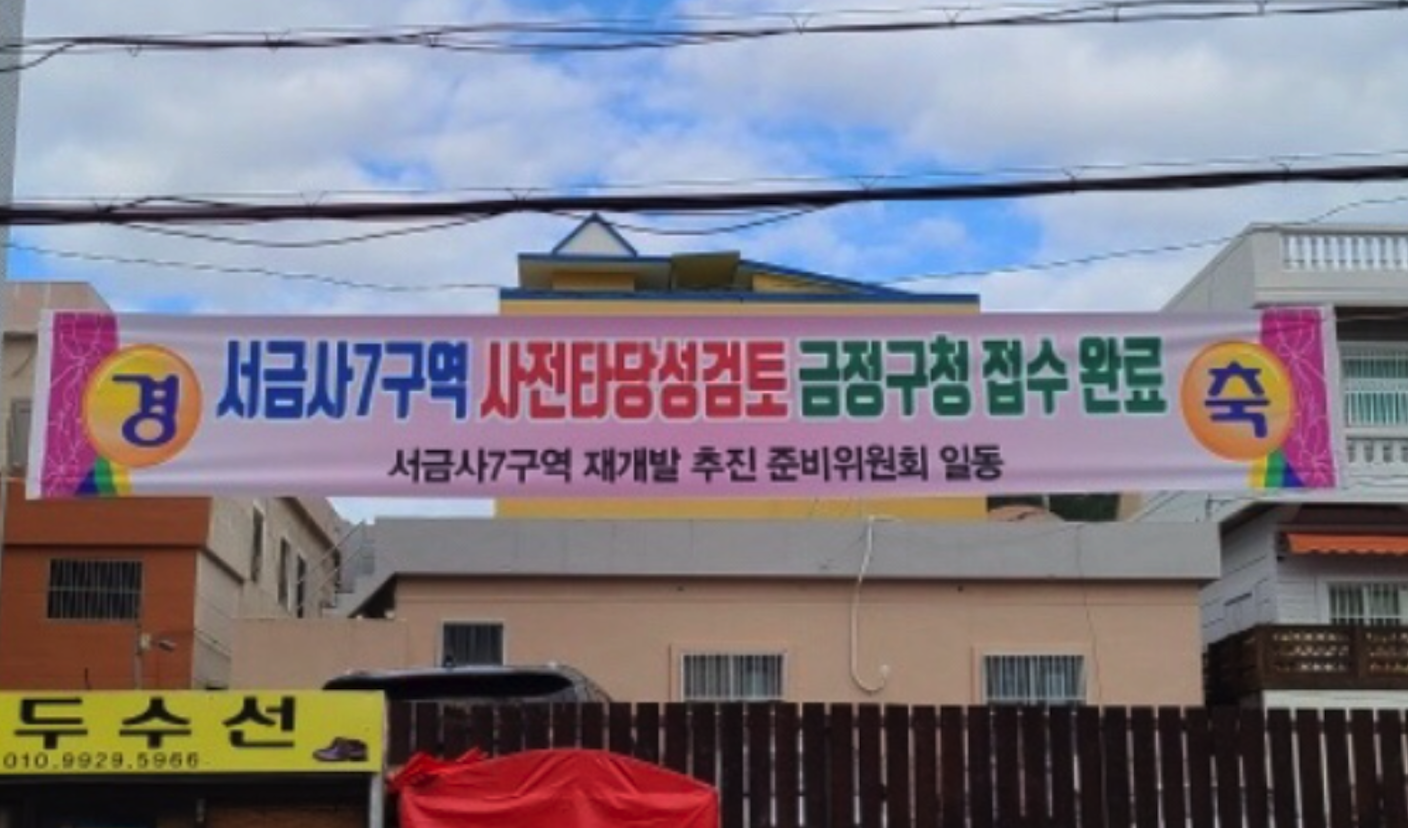 경 서금사7구역 사전타당성검토 금정구청 접수 완료 축
서금사7구역 재개발 추진 준비위원회 일동
두수선
010.9929.5966